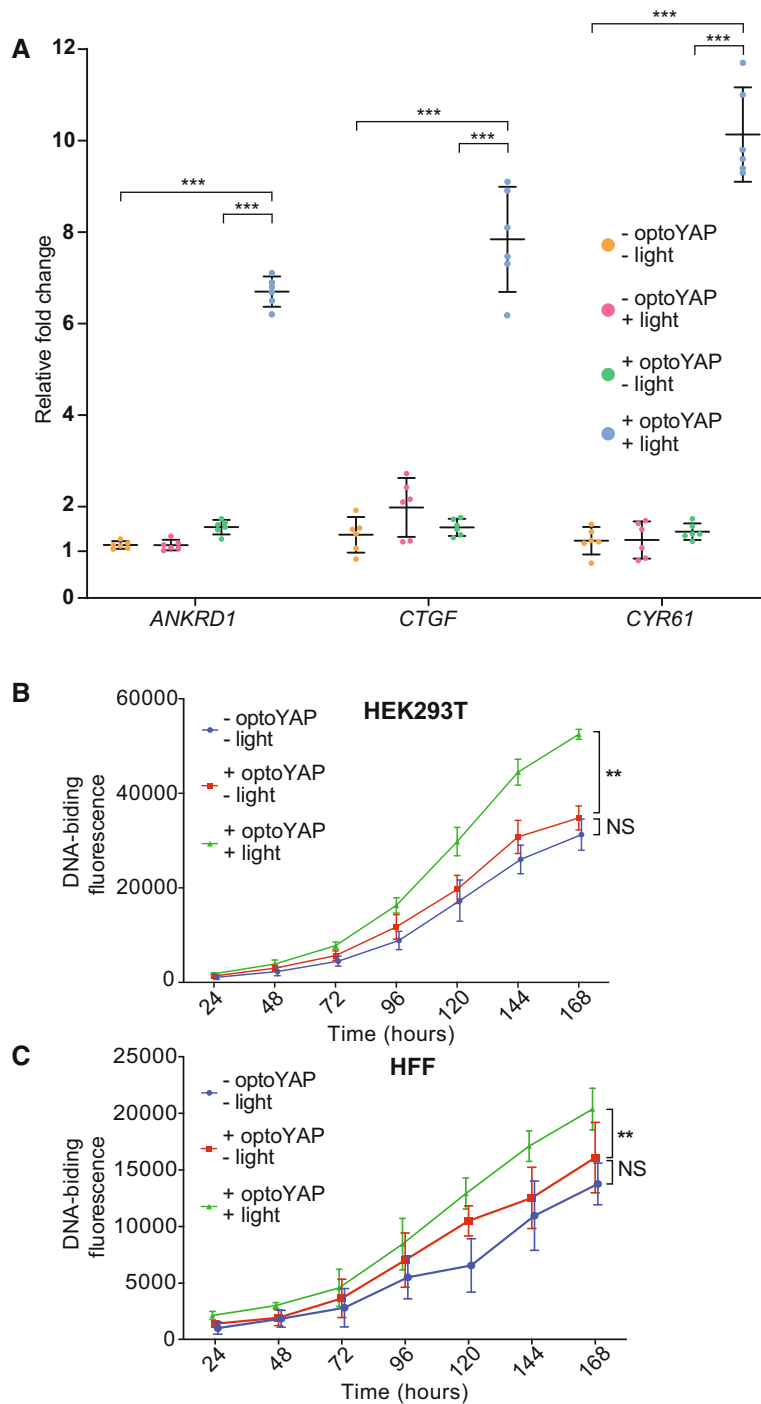 A
12
10
8
6
4
2
1
0
Relative fold change
***
***
***
***
***
***
- optoYAP
- light
- optoYAP
+ light
+ optoYAP
- light
+ optoYAP
+ light
ANKRD1
CTGF
CYR61
B
HEK293T
60000
40000
20000
0
DNA-biding
fluorescence
- optoYAP
- light
+ optoYAP
- light
+ optoYAP
+ light
**
NS
24
48
72
96
120
144
168
Time (hours)
C
HFF
25000
20000
15000
10000
5000
0
DNA-biding
fluorescence
- optoYAP
- light
+ optoYAP
- light
+ optoYAP
+ light
**
NS
24
48
72
96
120
144
168
Time (hours)